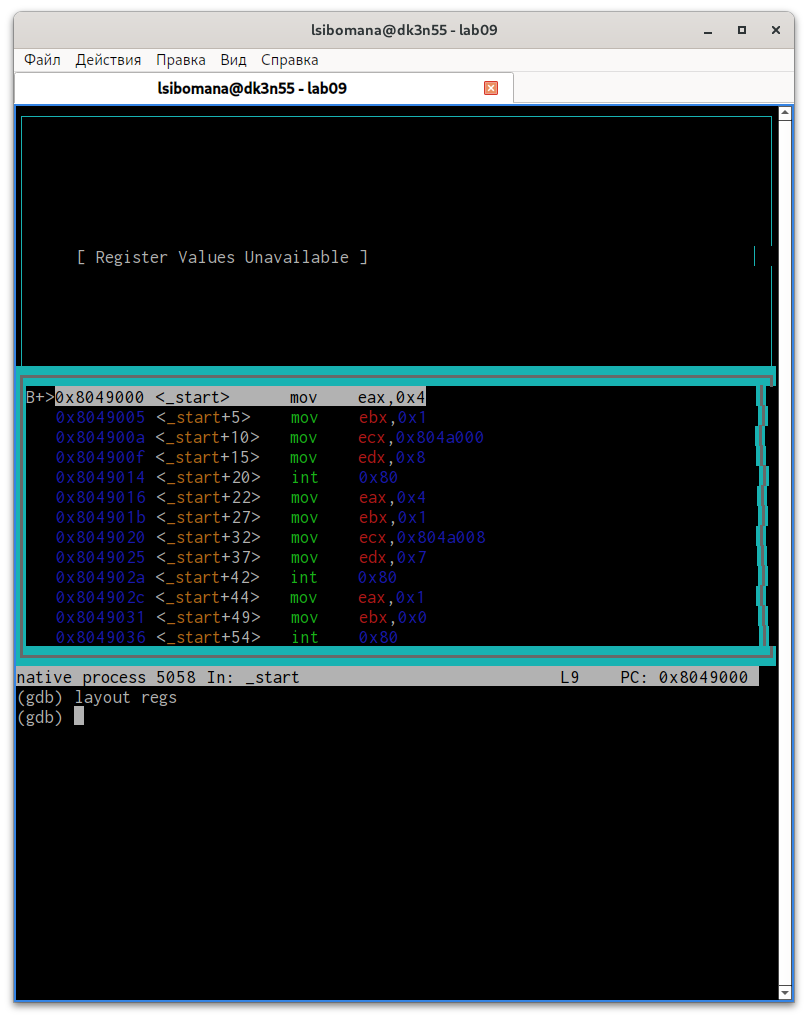 lsibomana@dk3n55 - lab09
Файл Действия Правка Вид Справка
lsibomana@dk3n55 - lab09
[ Register Values Unavailable ]
B+>0x8049000 <_start> mov eax,0x4
0x8049005 <_start+5> mov ebx,0x1
0x804900a <_start+10> mov ecx,0x804a000
0x804900f <_start+15> mov edx,0x8
0x8049014 <_start+20> int 0x80
0x8049016 <_start+22> mov eax,0x4
0x804901b <_start+27> mov ebx,0x1
0x8049020 <_start+32> mov ecx,0x804a008
0x8049025 <_start+37> mov edx,0x7
0x804902a <_start+42> int 0x80
0x804902c <_start+44> mov eax,0x1
0x8049031 <_start+49> mov ebx,0x0
0x8049036 <_start+54> int 0x80
native process 5058 In: _start L9 PC: 0x8049000
(gdb) layout regs
(gdb)